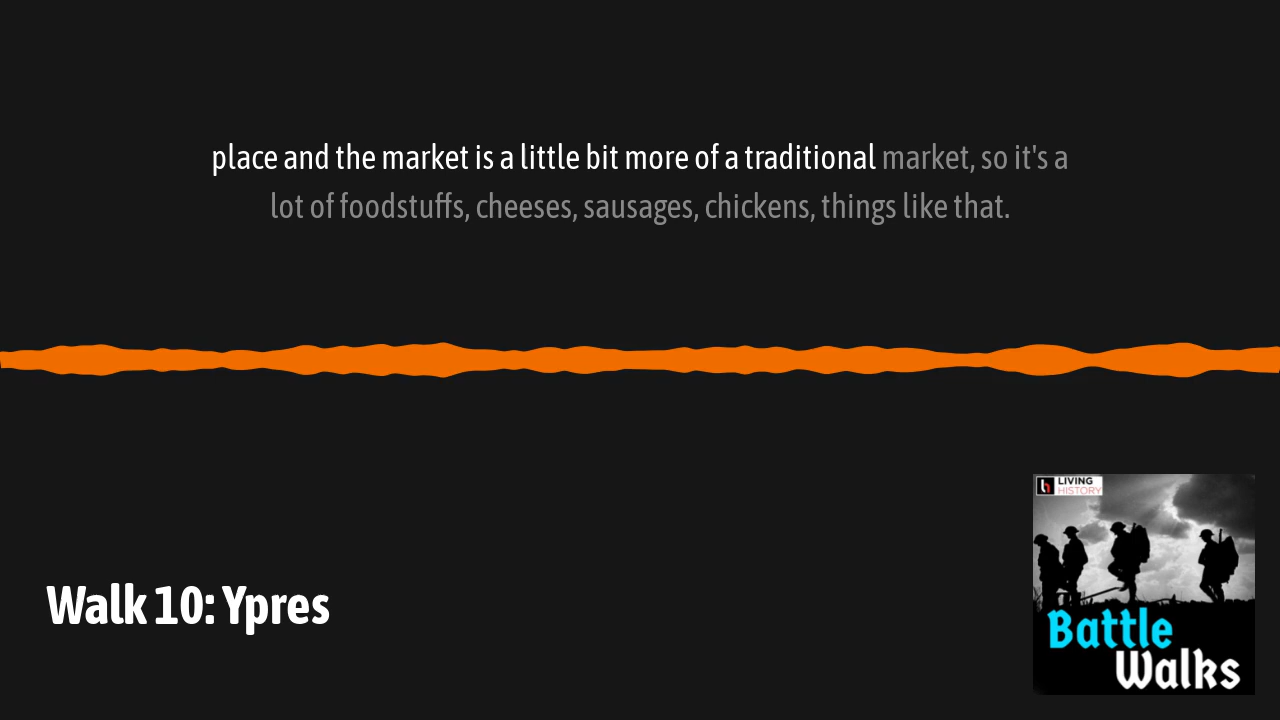 place and the market is a little bit more of a traditional market, so it's a
lot of foodstuffs, cheeses, sausages, chickens, things like that.
Walk 10: Ypres
LIVING
HISTORY
Battle
Walks